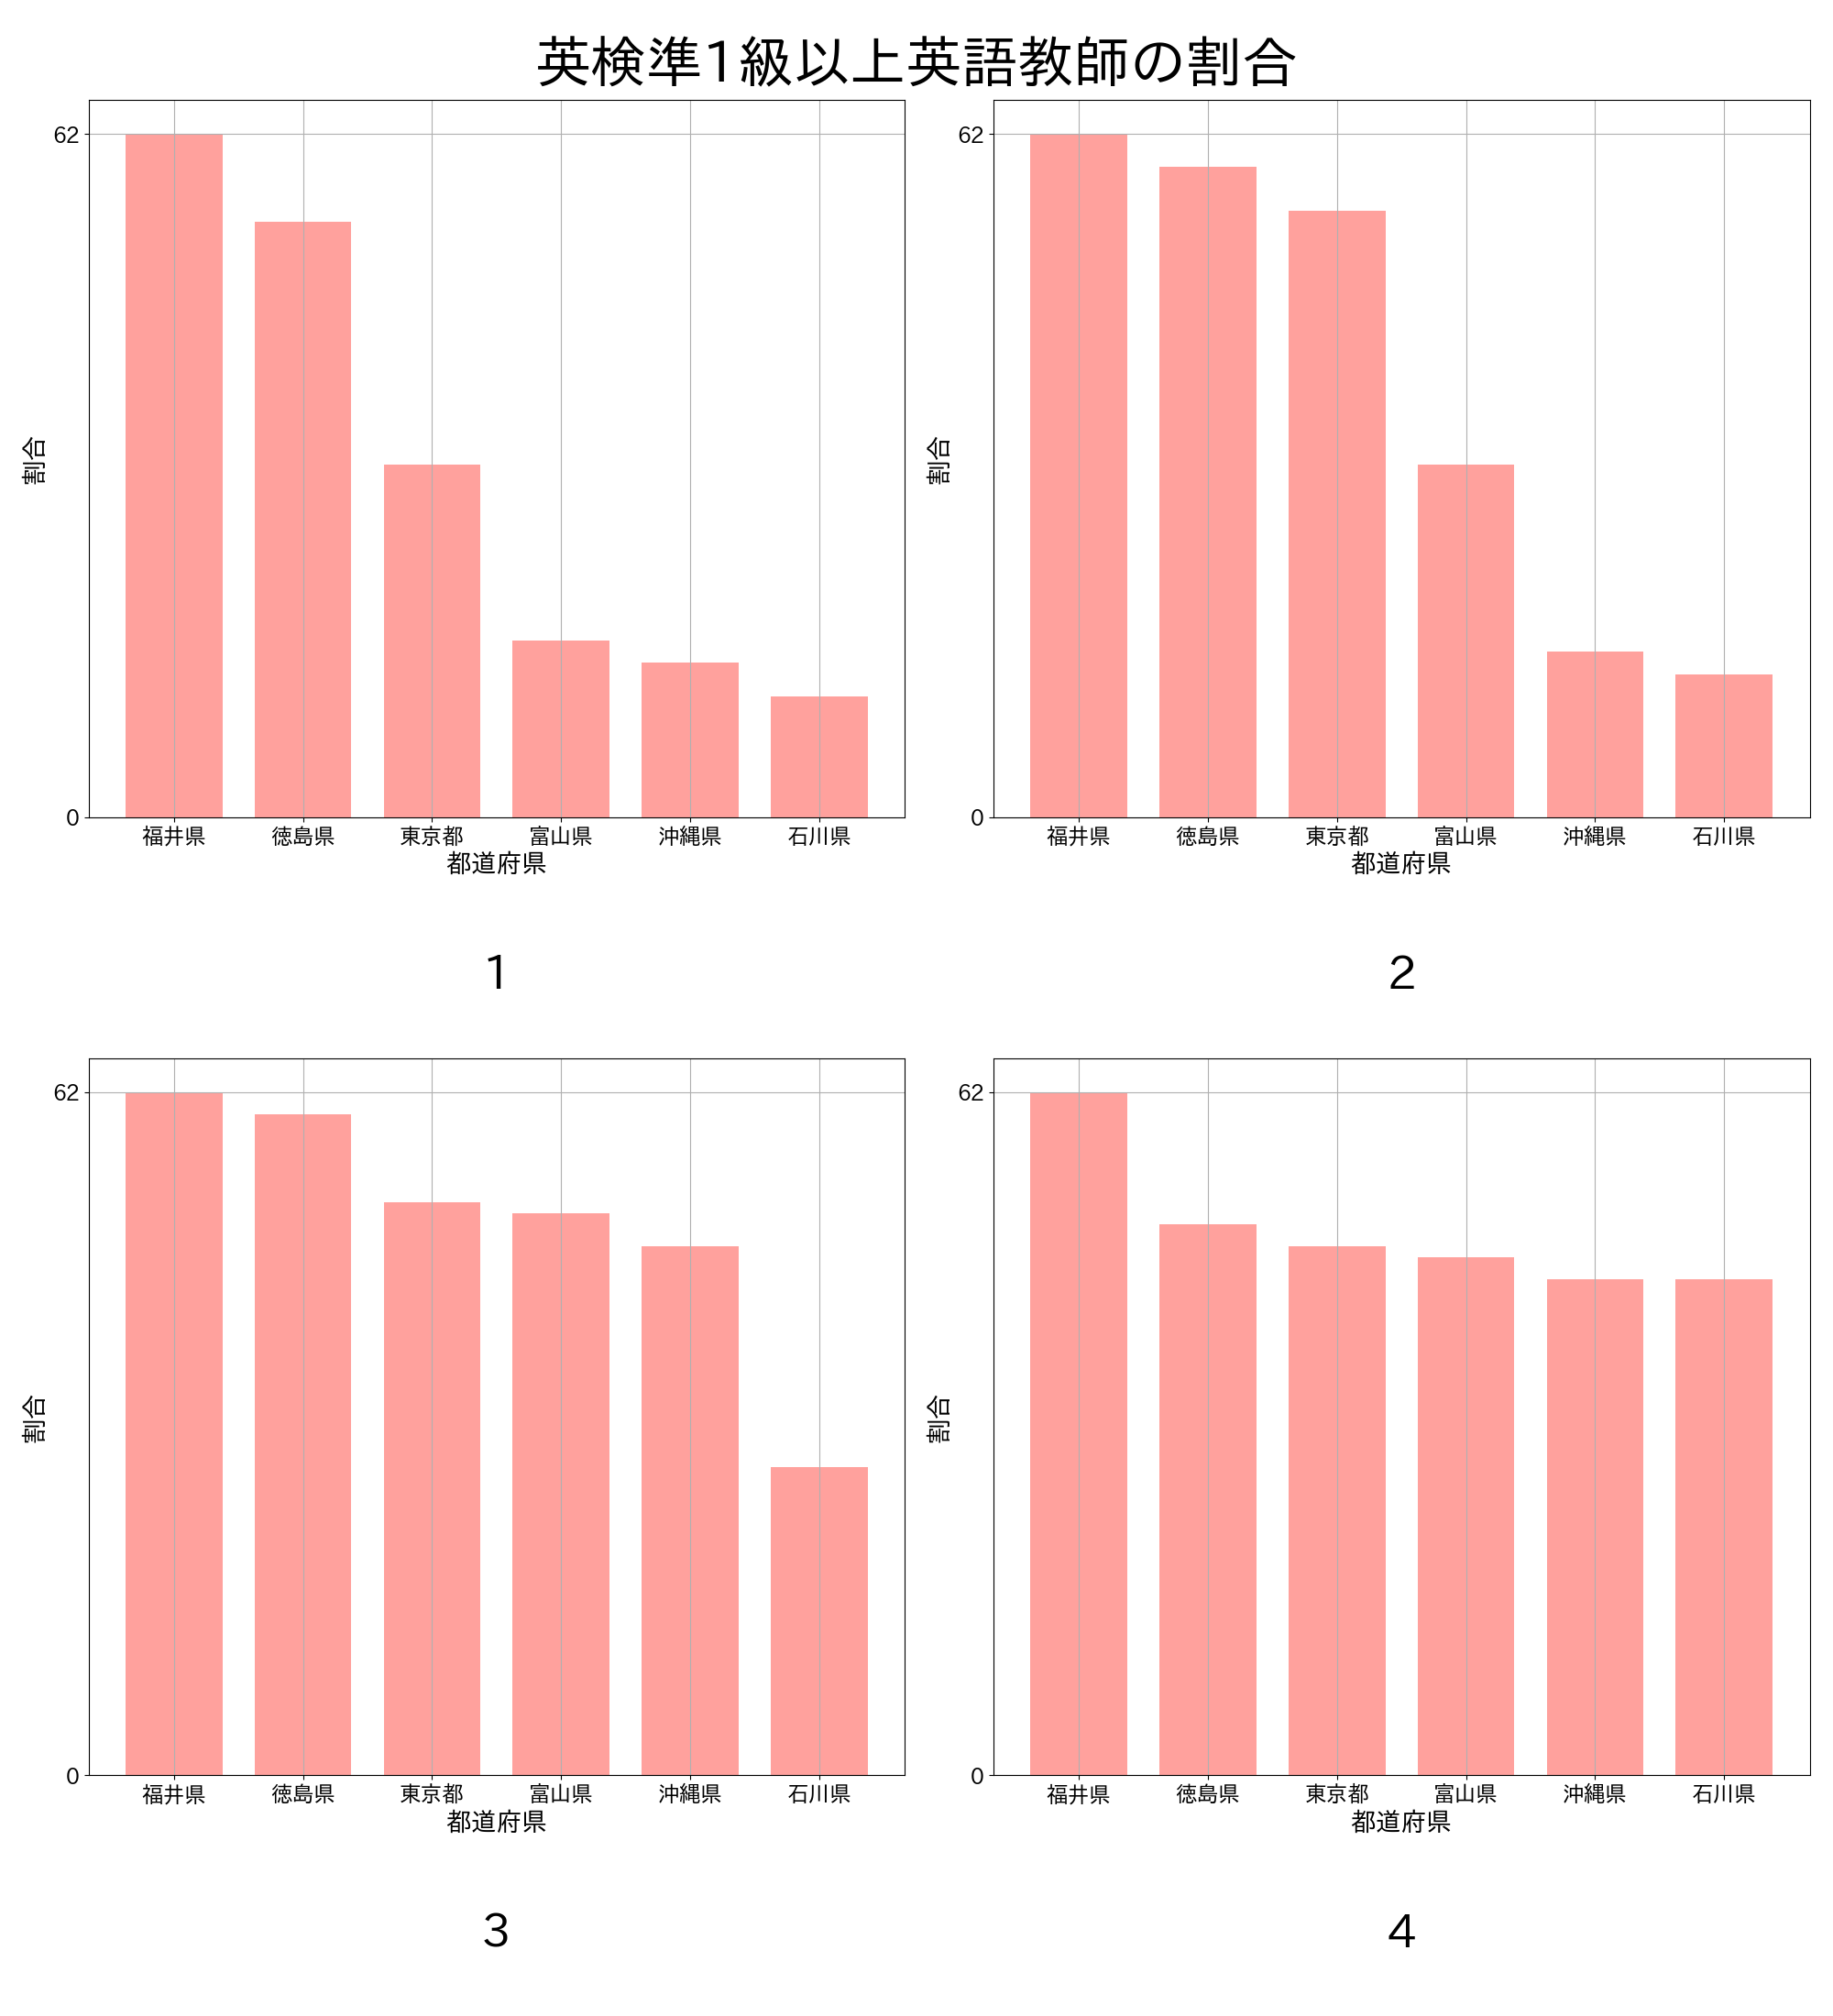 英検準1級以上英語教師の割合
62
0
割合
福井県 徳島県 東京都 富山県 沖縄県 石川県
都道府県
1
62
0
割合
福井県 徳島県 東京都 富山県 沖縄県 石川県
都道府県
2
62
0
割合
福井県 徳島県 東京都 富山県 沖縄県 石川県
都道府県
3
62
0
割合
福井県 徳島県 東京都 富山県 沖縄県 石川県
都道府県
4